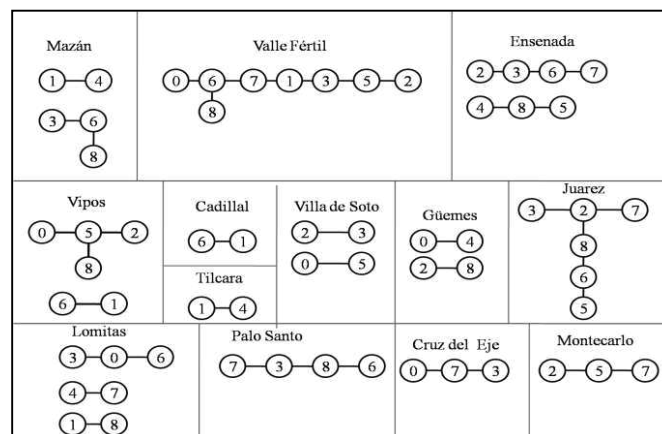 Mazán
1 4
3 6
8
Valle Fértil
0 6 7 1 3 5 2
8
Ensenada
2 3 6 7
4 8 5
Vipos
0 5 2
8
6 1
Cadillal
6 1
Tilcara
1 4
Villa de Soto
2 3
0 5
Güemes
0 4
2 8
Juarez
3 2 7
8
6
5
Lomitas
3 0 6
4 7
1 8
Palo Santo
7 3 8 6
Cruz del Eje
0 7 3
Montecarlo
2 5 7